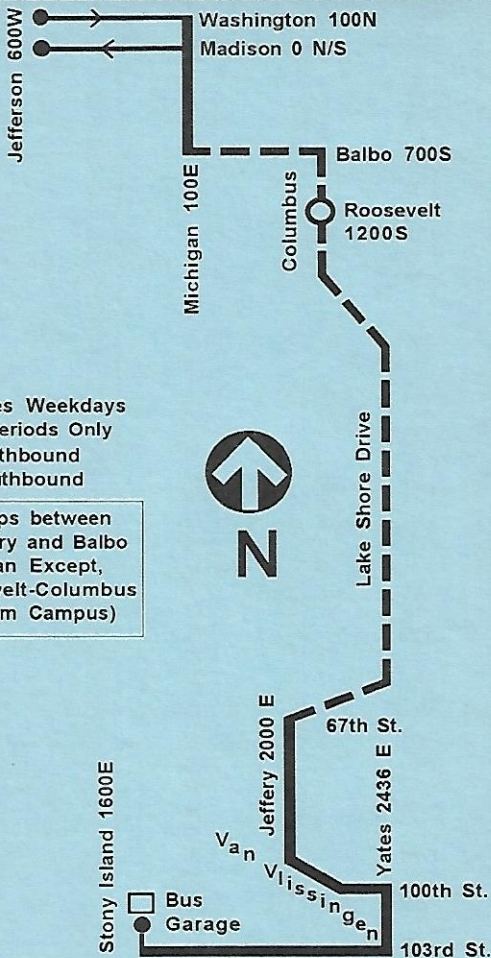 Jefferson 600W
Washington 100N
Madison 0 N/S
Michigan 100E
Balbo 700S
Columbus
Roosevelt
1200S
es Weekdays
eriods Only
thbound
thbound
ps between
ry and Balbo
an Except,
velt-Columbus
m Campus)
N
Lake Shore Drive
67th St.
Jeffery 2000 E
Yates 2436 E
Van Vlissingen
Stony Island 1600E
Bus
Garage
100th St.
103rd St.